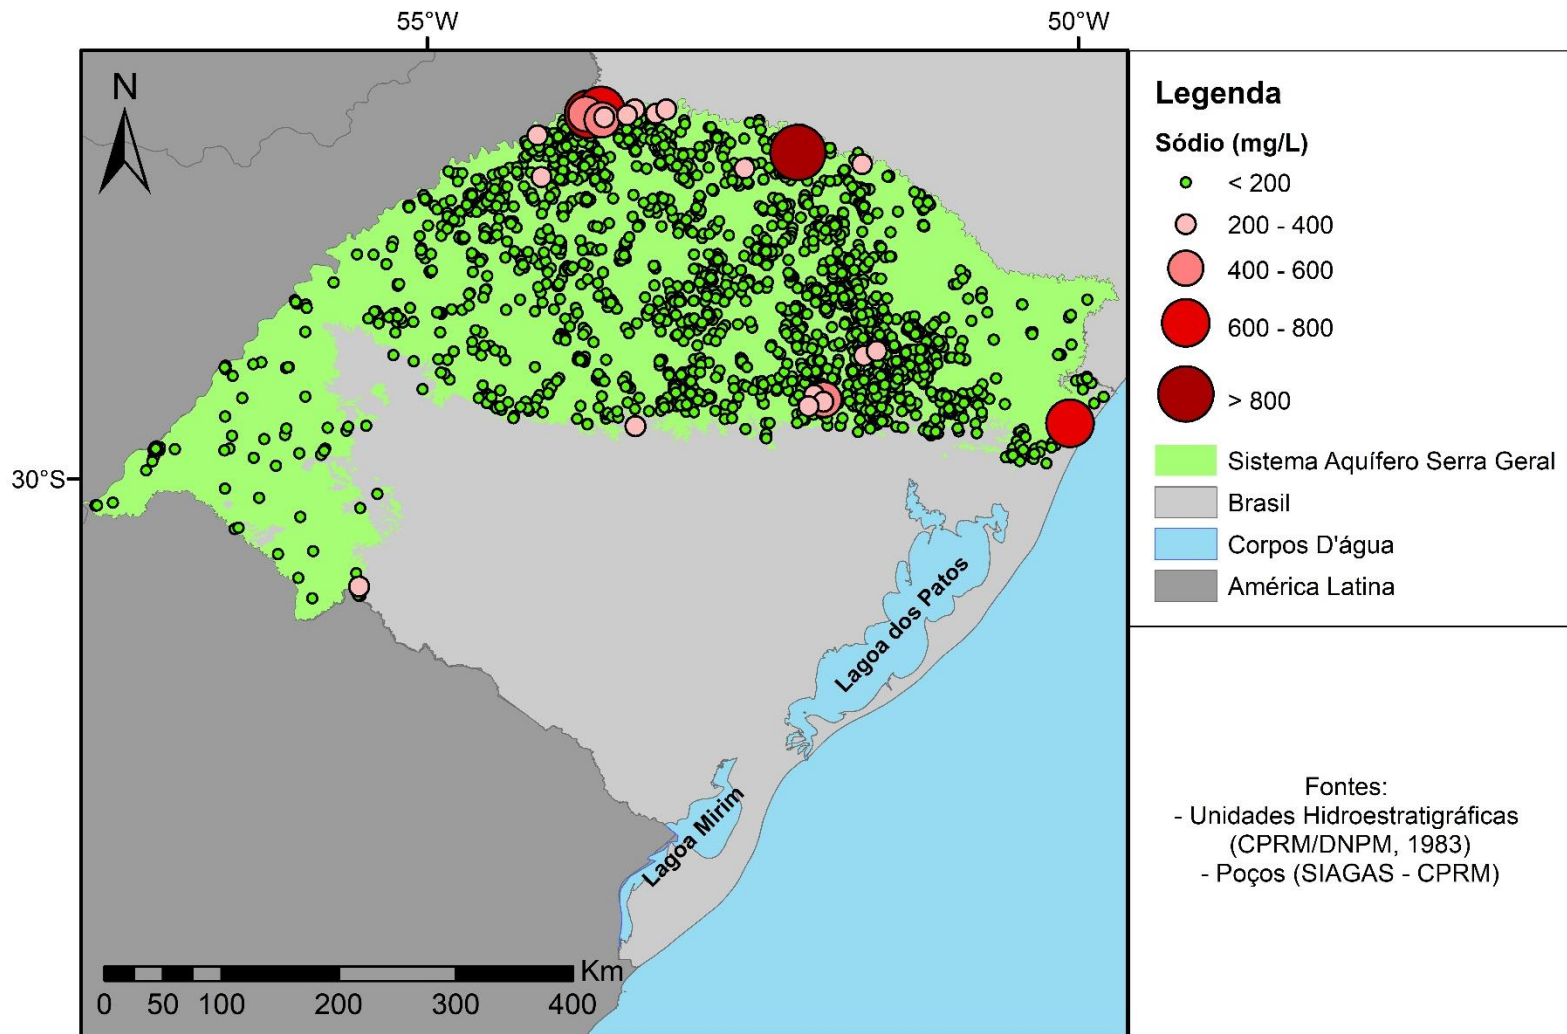 55°W
50°W
N
30°S
Lagoa dos Patos
Lagoa Mirim
Km
0 50 100 200 300 400
Legenda
Sódio (mg/L)
< 200
200 - 400
400 - 600
600 - 800
> 800
Sistema Aquífero Serra Geral
Brasil
Corpos D'água
América Latina
Fontes:
- Unidades Hidroestratigráficas
(CPRM/DNPM, 1983)
- Poços (SIAGAS - CPRM)